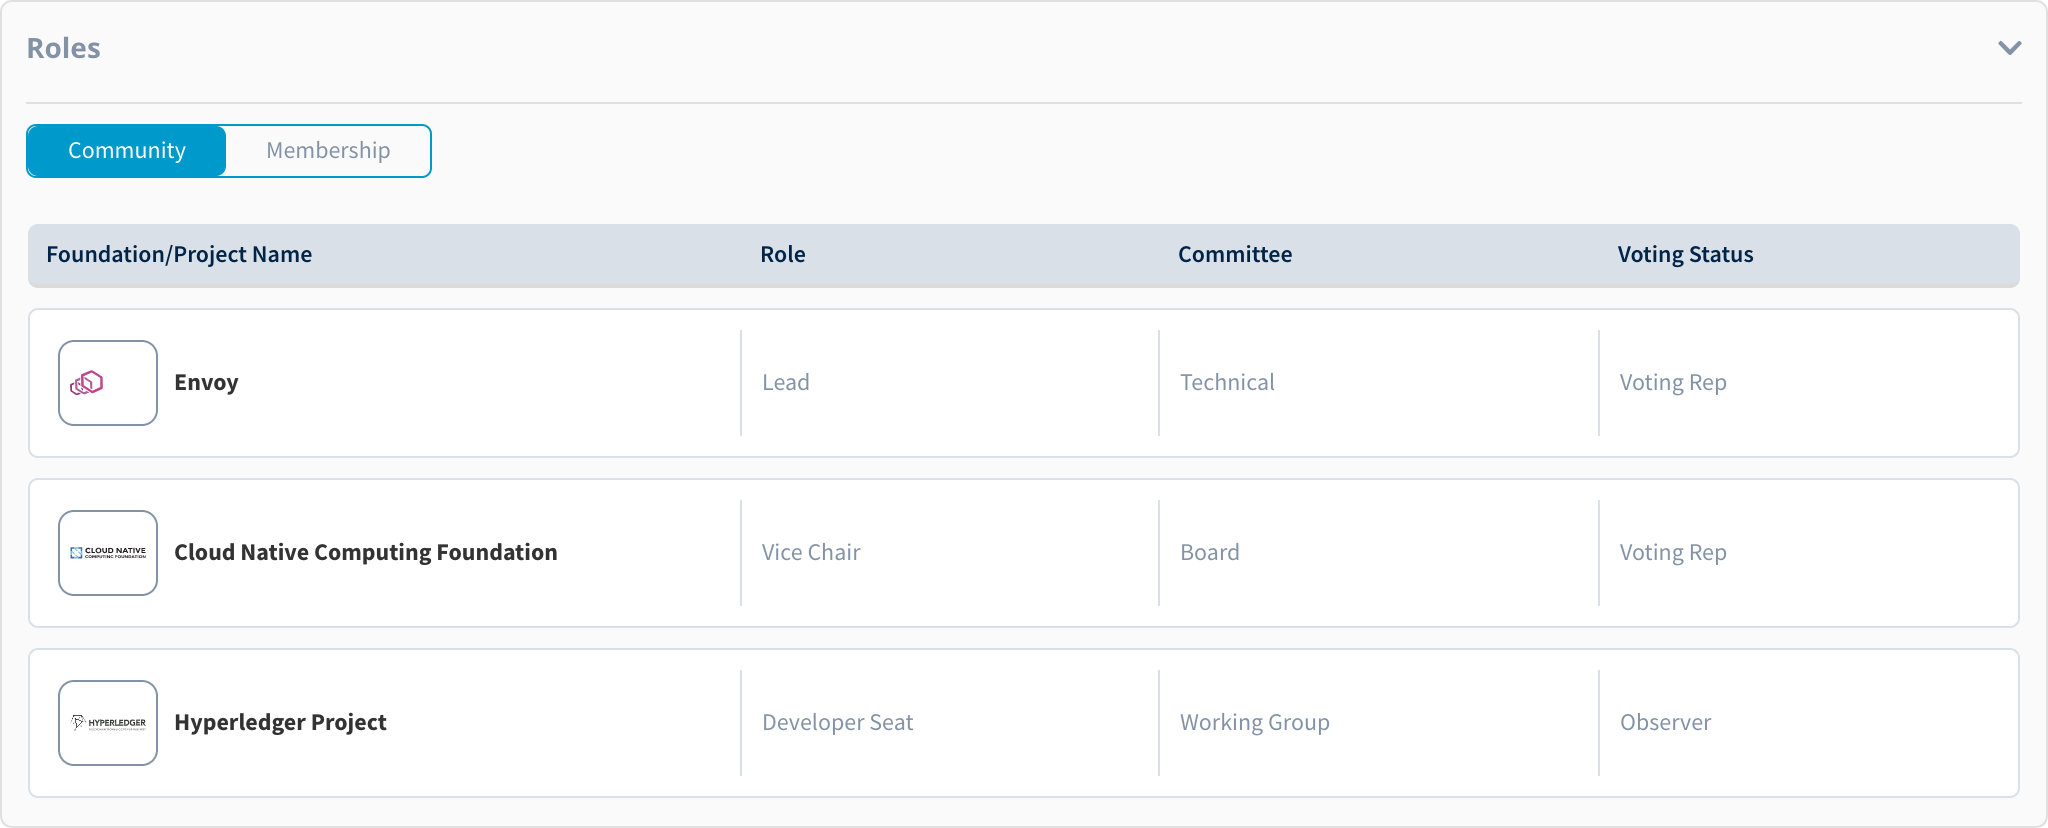 Roles
Community Membership
Foundation/Project Name Role Committee Voting Status
Envoy Lead Technical Voting Rep
CLOUD NATIVE
COMPUTING FOUNDATION
Cloud Native Computing Foundation Vice Chair Board Voting Rep
HYPERLEDGER
Hyperledger Project Developer Seat Working Group Observer